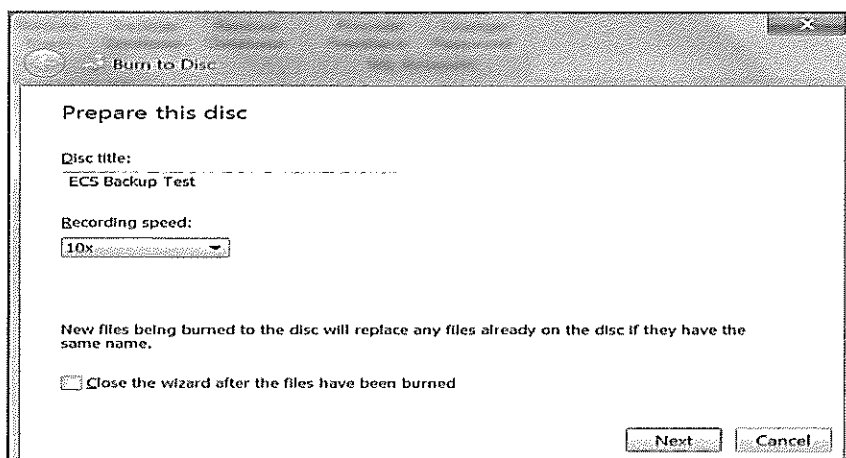 Burn to Disc
Prepare this disc
Disc title:
ECS Backup Test
Recording speed:
10x
New files being burned to the disc will replace any files already on the disc if they have the
same name.
Close the wizard after the files have been burned
Next
Cancel